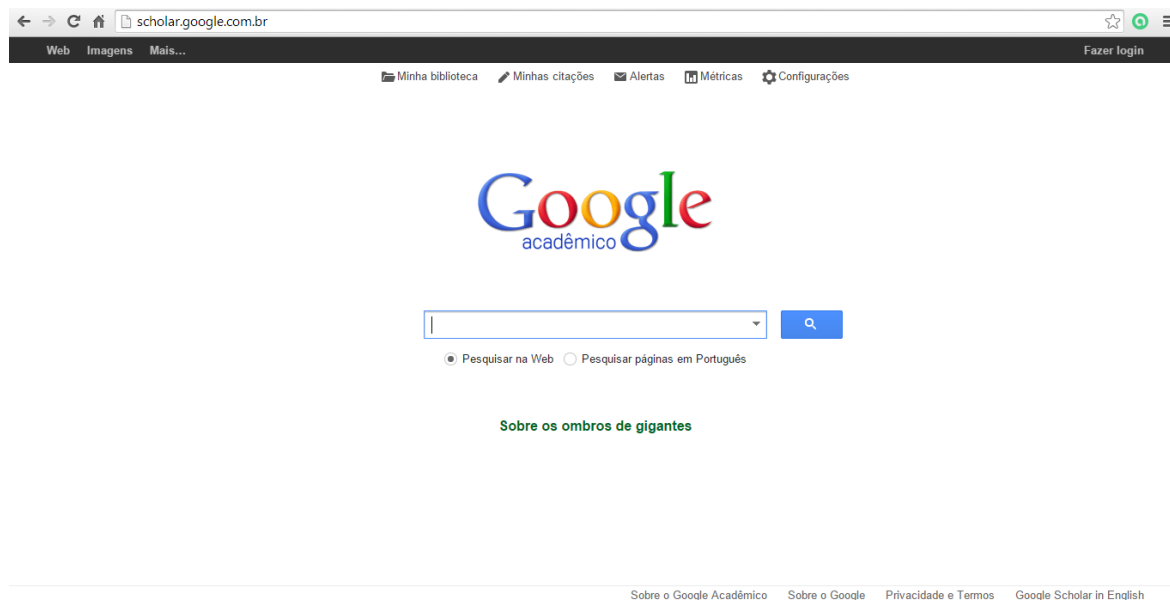 scholar.google.com.br
Web Imagens Mais... Fazer login
Minha biblioteca Minhas citações Alertas Métricas Configurações
Google
acadêmico
Pesquisar na Web Pesquisar páginas em Português
Sobre os ombros de gigantes
Sobre o Google Acadêmico Sobre o Google Privacidade e Termos Google Scholar in English